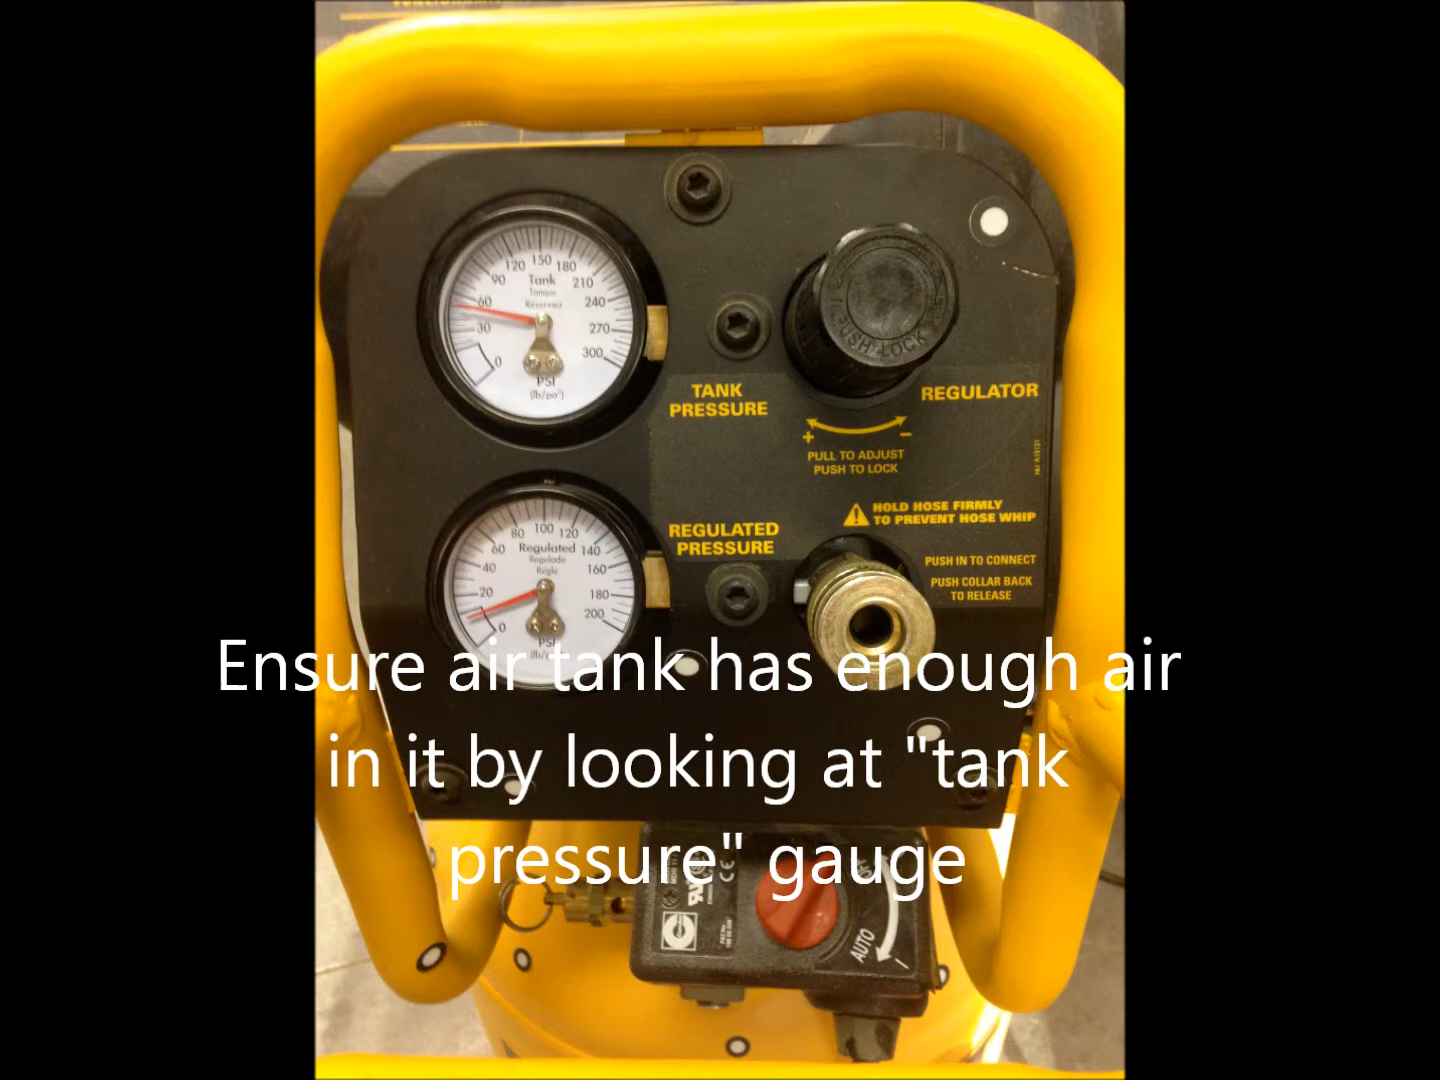 120 150 180
90 Tank 210
Tanque
60 Réservoir 240
30 270
0 300
PSI
(lb/po²)
PUSH LOCK
TANK
PRESSURE
REGULATOR
+ −
PULL TO ADJUST
PUSH TO LOCK
HOLD HOSE FIRMLY
TO PREVENT HOSE WHIP
80 100 120
60 Regulated 140
40 Regulado 160
Réglé
20 180
0 200
PSI
REGULATED
PRESSURE
PUSH IN TO CONNECT
PUSH COLLAR BACK
TO RELEASE
Ensure air tank has enough air
in it by looking at "tank
pressure" gauge
CE
OFF
AUTO